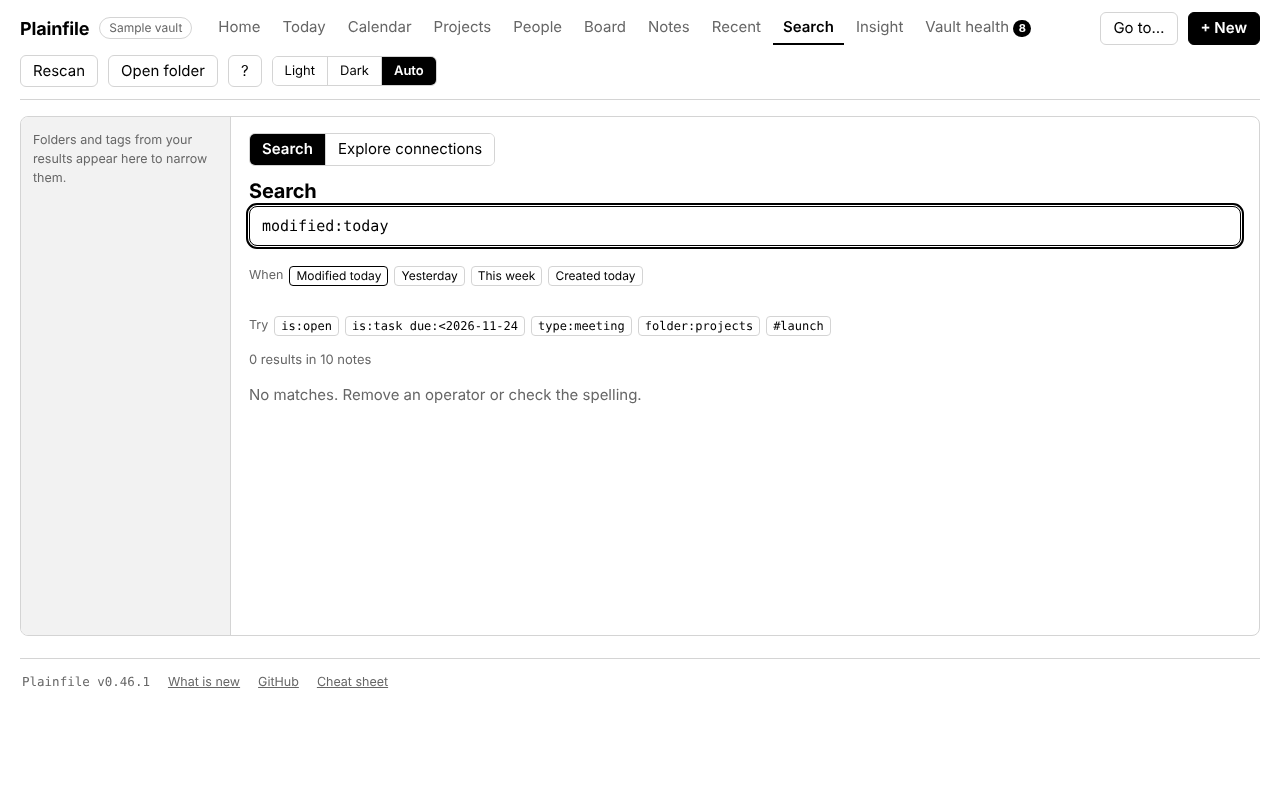 Plainfile Sample vault Home Today Calendar Projects People Board Notes Recent Search Insight Vault health 8 Go to... + New
Rescan Open folder ? Light Dark Auto
Folders and tags from your
results appear here to narrow
them.
Search Explore connections
Search
modified:today
When Modified today Yesterday This week Created today
Try is:open is:task due:<2026-11-24 type:meeting folder:projects #launch
0 results in 10 notes
No matches. Remove an operator or check the spelling.
Plainfile v0.46.1 What is new GitHub Cheat sheet